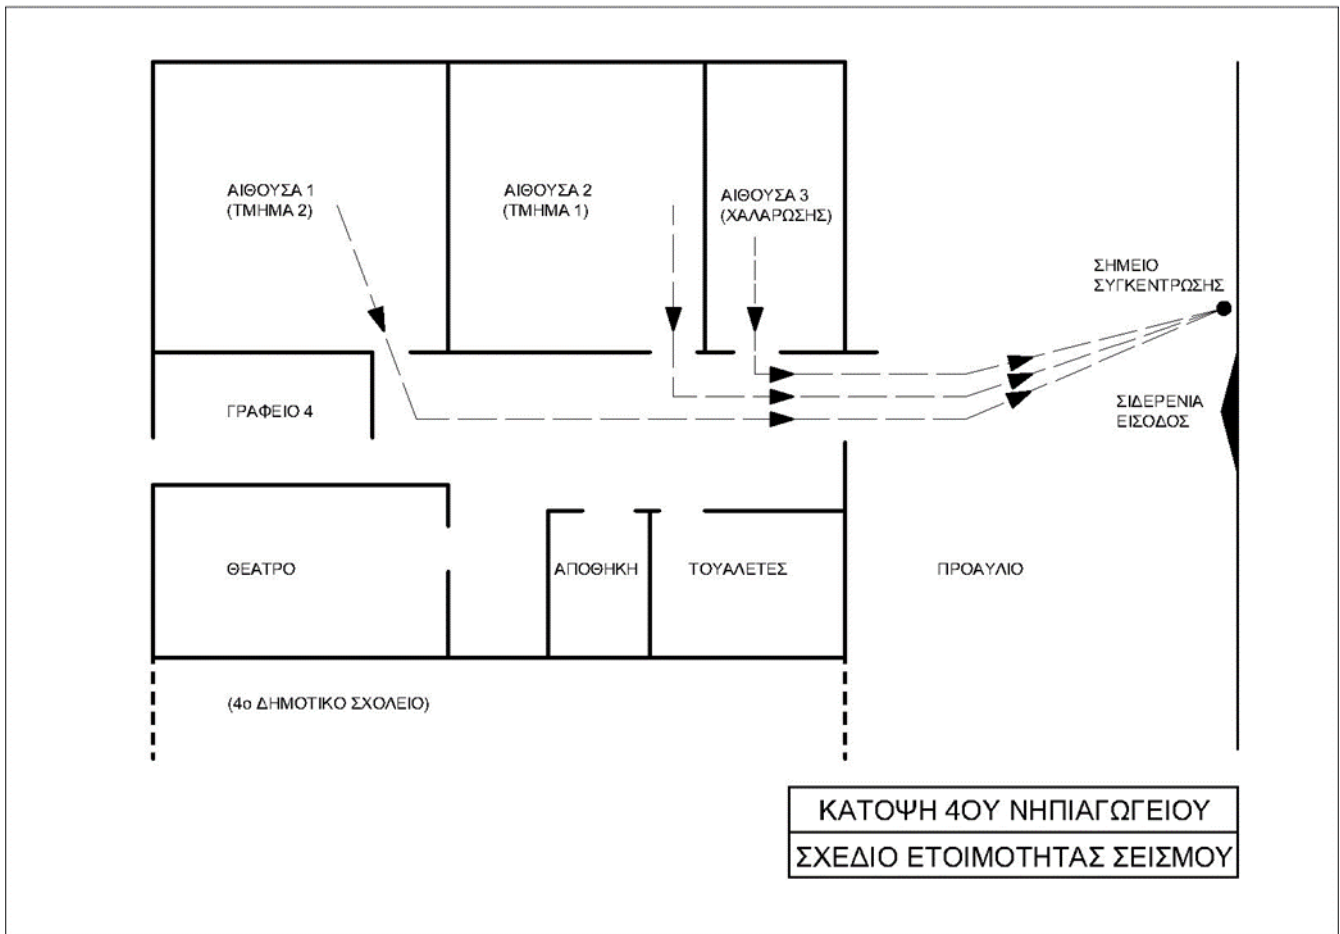 ΑΙΘΟΥΣΑ 1
(ΤΜΗΜΑ 2)
ΑΙΘΟΥΣΑ 2
(ΤΜΗΜΑ 1)
ΑΙΘΟΥΣΑ 3
(ΧΑΛΑΡΩΣΗΣ)
ΣΗΜΕΙΟ
ΣΥΓΚΕΝΤΡΩΣΗΣ
ΓΡΑΦΕΙΟ 4
ΣΙΔΕΡΕΝΙΑ
ΕΙΣΟΔΟΣ
ΘΕΑΤΡΟ
ΑΠΟΘΗΚΗ
ΤΟΥΑΛΕΤΕΣ
ΠΡΟΑΥΛΙΟ
(4ο ΔΗΜΟΤΙΚΟ ΣΧΟΛΕΙΟ)
ΚΑΤΟΨΗ 4ΟΥ ΝΗΠΙΑΓΩΓΕΙΟΥ
ΣΧΕΔΙΟ ΕΤΟΙΜΟΤΗΤΑΣ ΣΕΙΣΜΟΥ